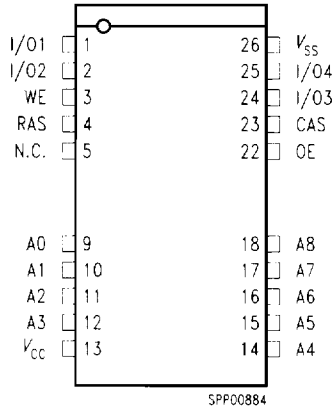 I/O1 1 26 VSS
I/O2 2 25 I/O4
WE 3 24 I/O3
RAS 4 23 CAS
N.C. 5 22 OE
A0 9 18 A8
A1 10 17 A7
A2 11 16 A6
A3 12 15 A5
VCC 13 14 A4
SPP00884